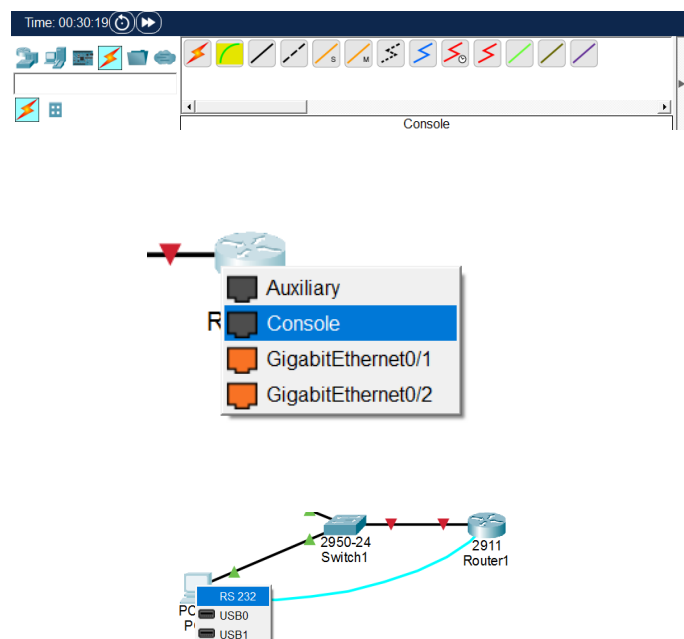 Time: 00:30:19
S
M
Console
Auxiliary
R
Console
GigabitEthernet0/1
GigabitEthernet0/2
2950-24
Switch1
2911
Router1
RS 232
PC
USB0
P
USB1